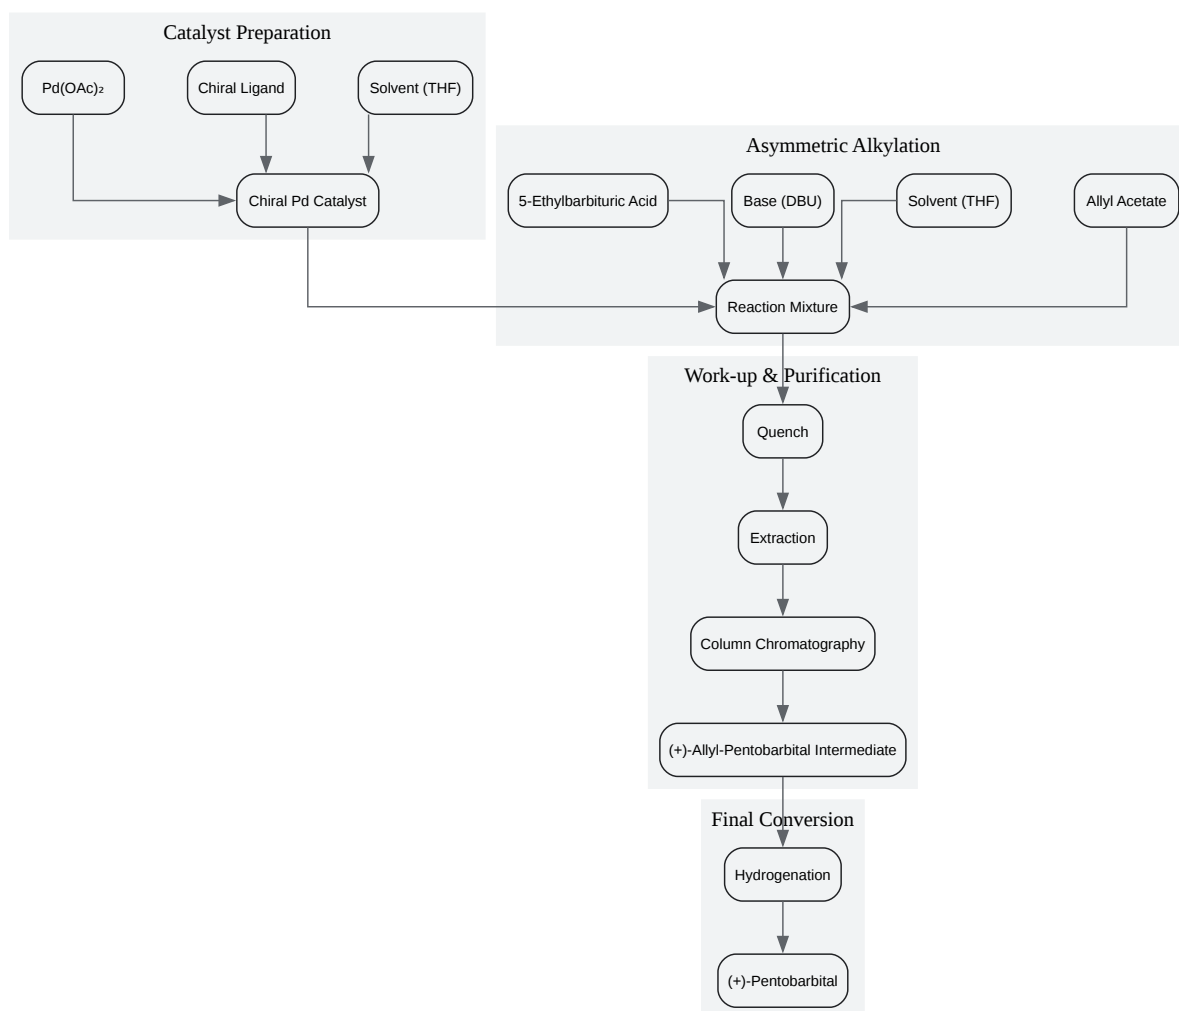 Catalyst Preparation
Pd(OAc)₂
Chiral Ligand
Solvent (THF)
Chiral Pd Catalyst
Asymmetric Alkylation
5-Ethylbarbituric Acid
Base (DBU)
Solvent (THF)
Allyl Acetate
Reaction Mixture
Work-up & Purification
Quench
Extraction
Column Chromatography
(+)-Allyl-Pentobarbital Intermediate
Final Conversion
Hydrogenation
(+)-Pentobarbital